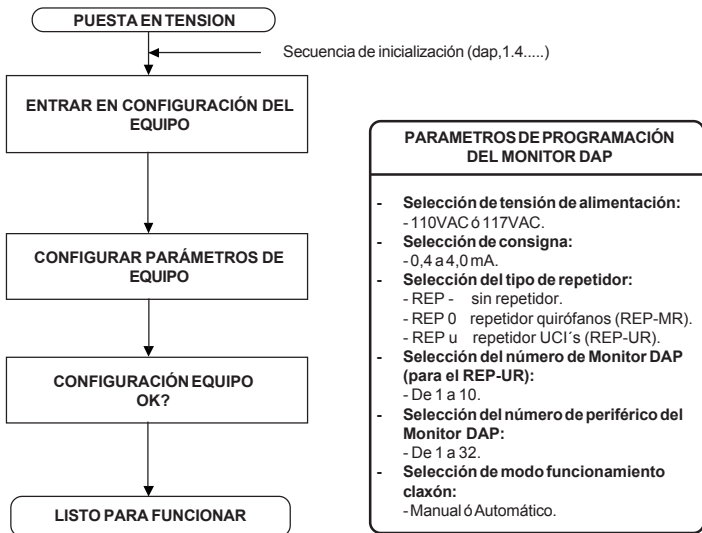 PUESTA EN TENSION
Secuencia de inicialización (dap,1.4.....)
ENTRAR EN CONFIGURACIÓN DEL
EQUIPO
CONFIGURAR PARÁMETROS DE
EQUIPO
CONFIGURACIÓN EQUIPO
OK?
LISTO PARA FUNCIONAR
PARAMETROS DE PROGRAMACIÓN
DEL MONITOR DAP
- Selección de tensión de alimentación:
- 110VAC ó 117VAC.
- Selección de consigna:
- 0,4 a 4,0 mA.
- Selección del tipo de repetidor:
- REP - sin repetidor.
- REP 0 repetidor quirófanos (REP-MR).
- REP u repetidor UCI´s (REP-UR).
- Selección del número de Monitor DAP
(para el REP-UR):
- De 1 a 10.
- Selección del número de periférico del
Monitor DAP:
- De 1 a 32.
- Selección de modo funcionamiento
claxón:
- Manual ó Automático.